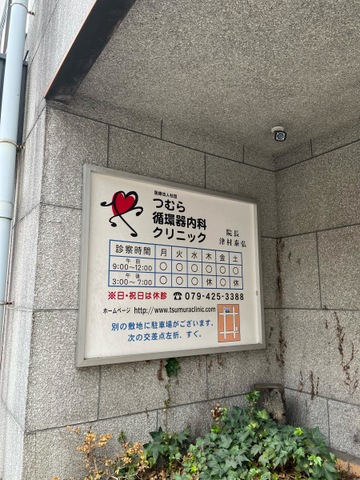 医療法人社団
つむら
循環器内科
クリニック
院長
津村泰弘
診察時間 月 火 水 木 金 土
午前 9:00〜12:00 ○ ○ ○ ○ ○ ○
午後 3:00〜7:00 ○ ○ ○ 休 ○ 休
※日・祝日は休診 ☎079-425-3388
ホームページ http://www.tsumuraclinic.com
別の敷地に駐車場がございます。
次の交差点左折、すぐ。